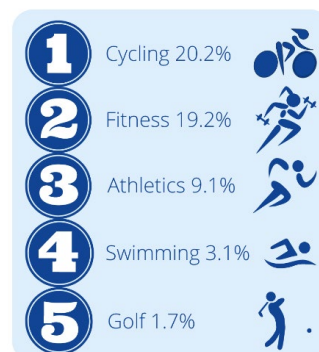 1 Cycling 20.2%
2 Fitness 19.2%
3 Athletics 9.1%
4 Swimming 3.1%
5 Golf 1.7%